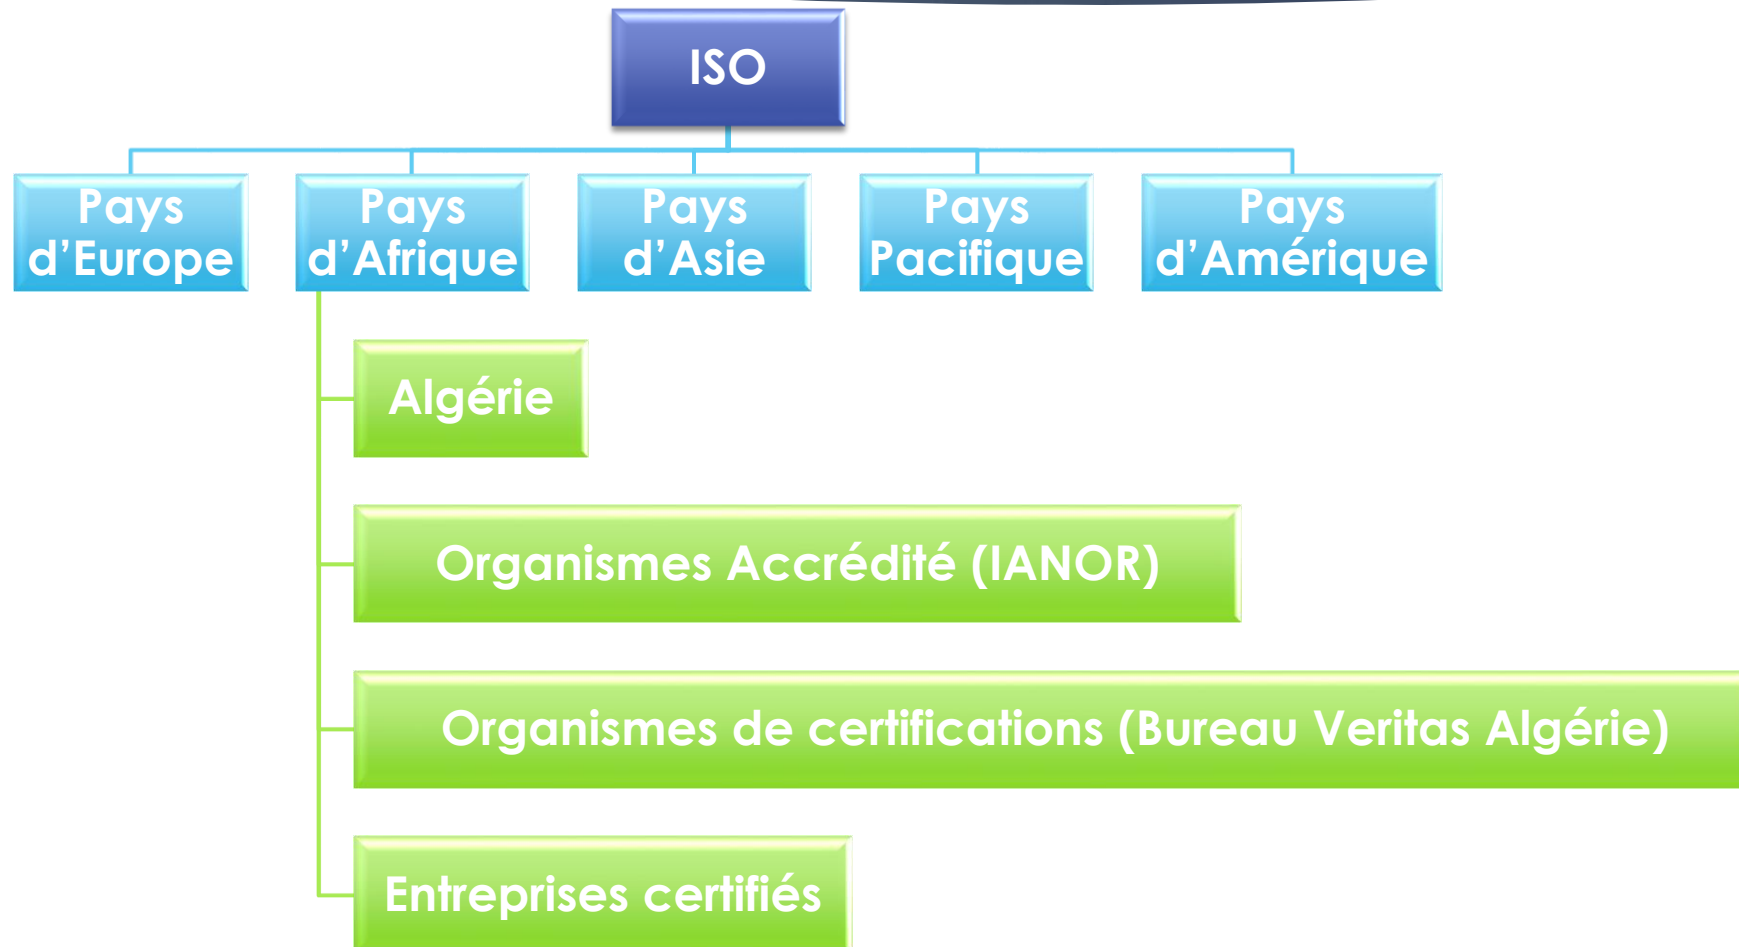 ISO
Pays
d’Europe
Pays
d’Afrique
Pays
d’Asie
Pays
Pacifique
Pays
d’Amérique
Algérie
Organismes Accrédité (IANOR)
Organismes de certifications (Bureau Veritas Algérie)
Entreprises certifiés